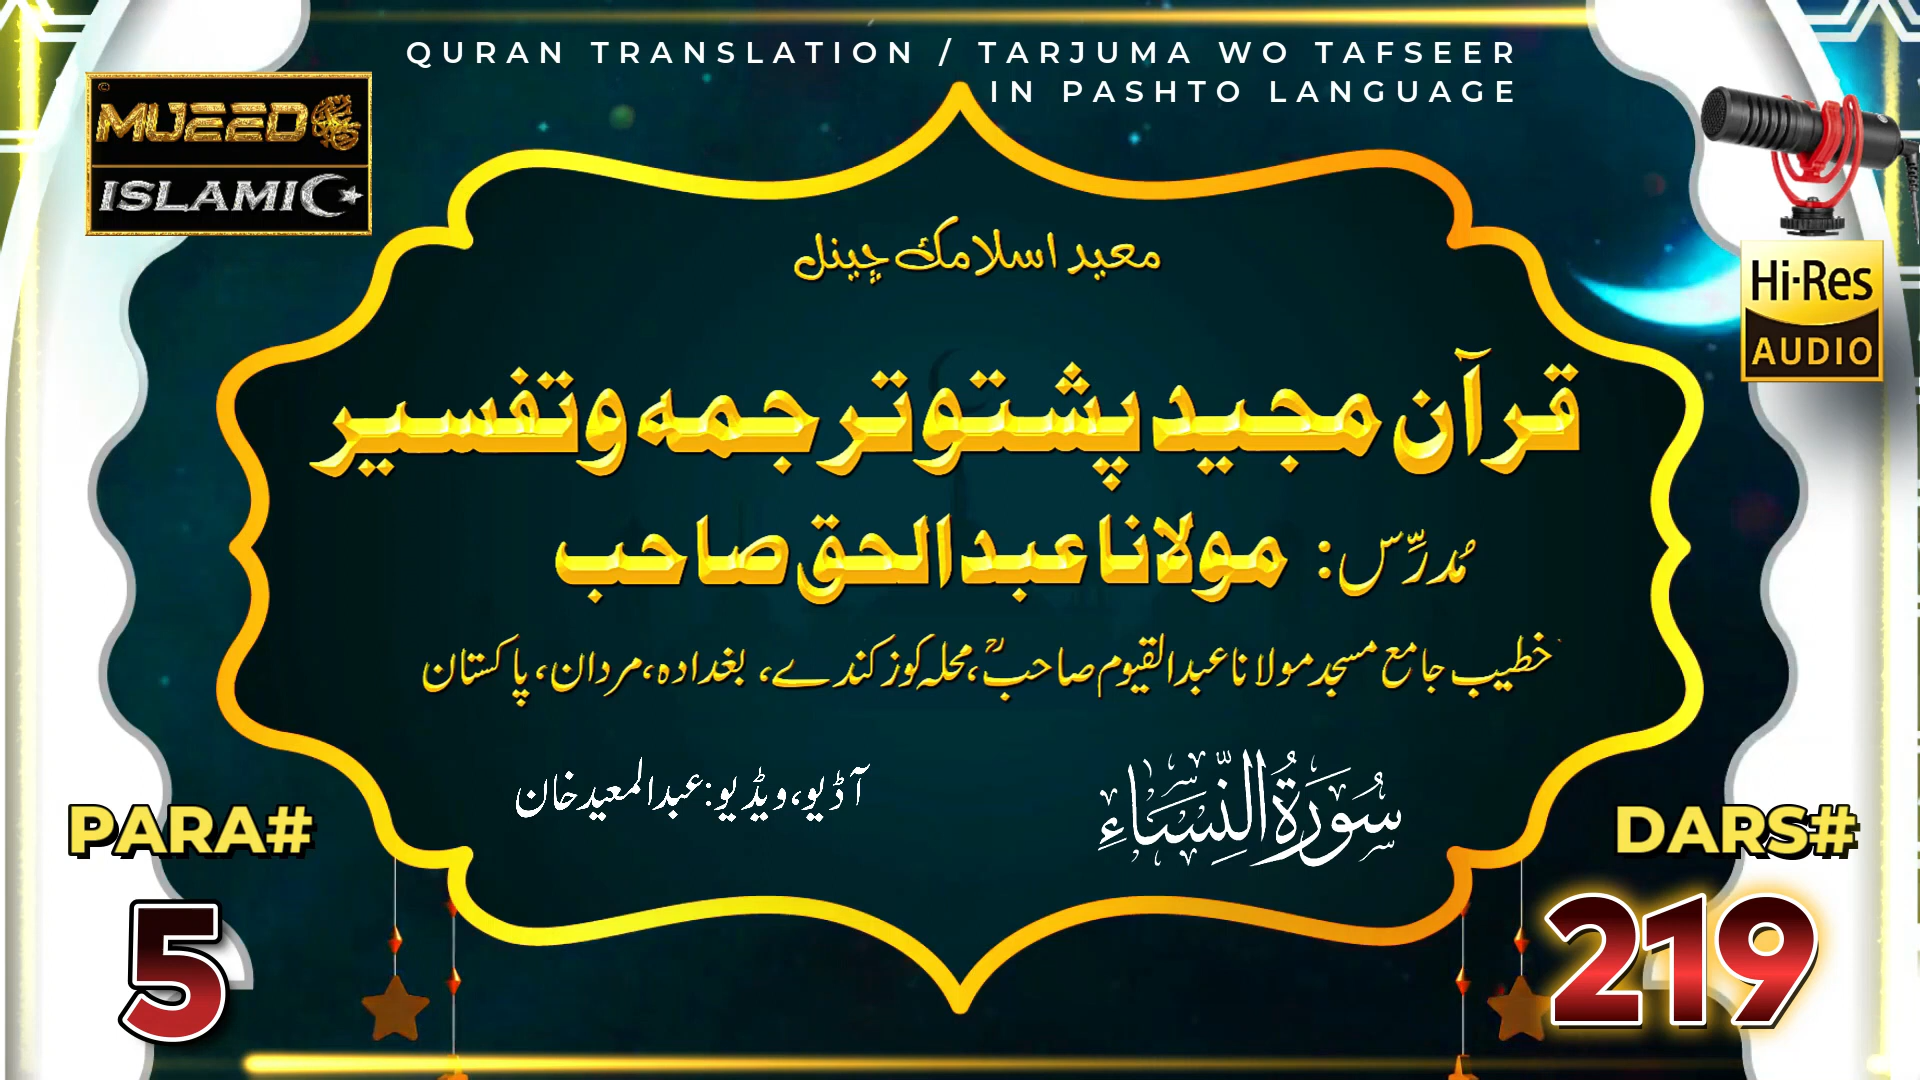 QURAN TRANSLATION / TARJUMA WO TAFSEER
IN PASHTO LANGUAGE
©
MUEED
ISLAMIC
Hi-Res
AUDIO
معید اسلامک چینل
قرآن مجید پشتو ترجمہ و تفسیر
مُدرِّس: مولانا عبدالحق صاحب
خطیب جامع مسجد مولانا عبدالقیوم صاحبؒ، محلہ کوز کندے، بغدادہ، مردان، پاکستان
سُورَةُ النِّسَاءِ
آڈیو، ویڈیو: عبدالمعید خان
PARA#
5
DARS#
219